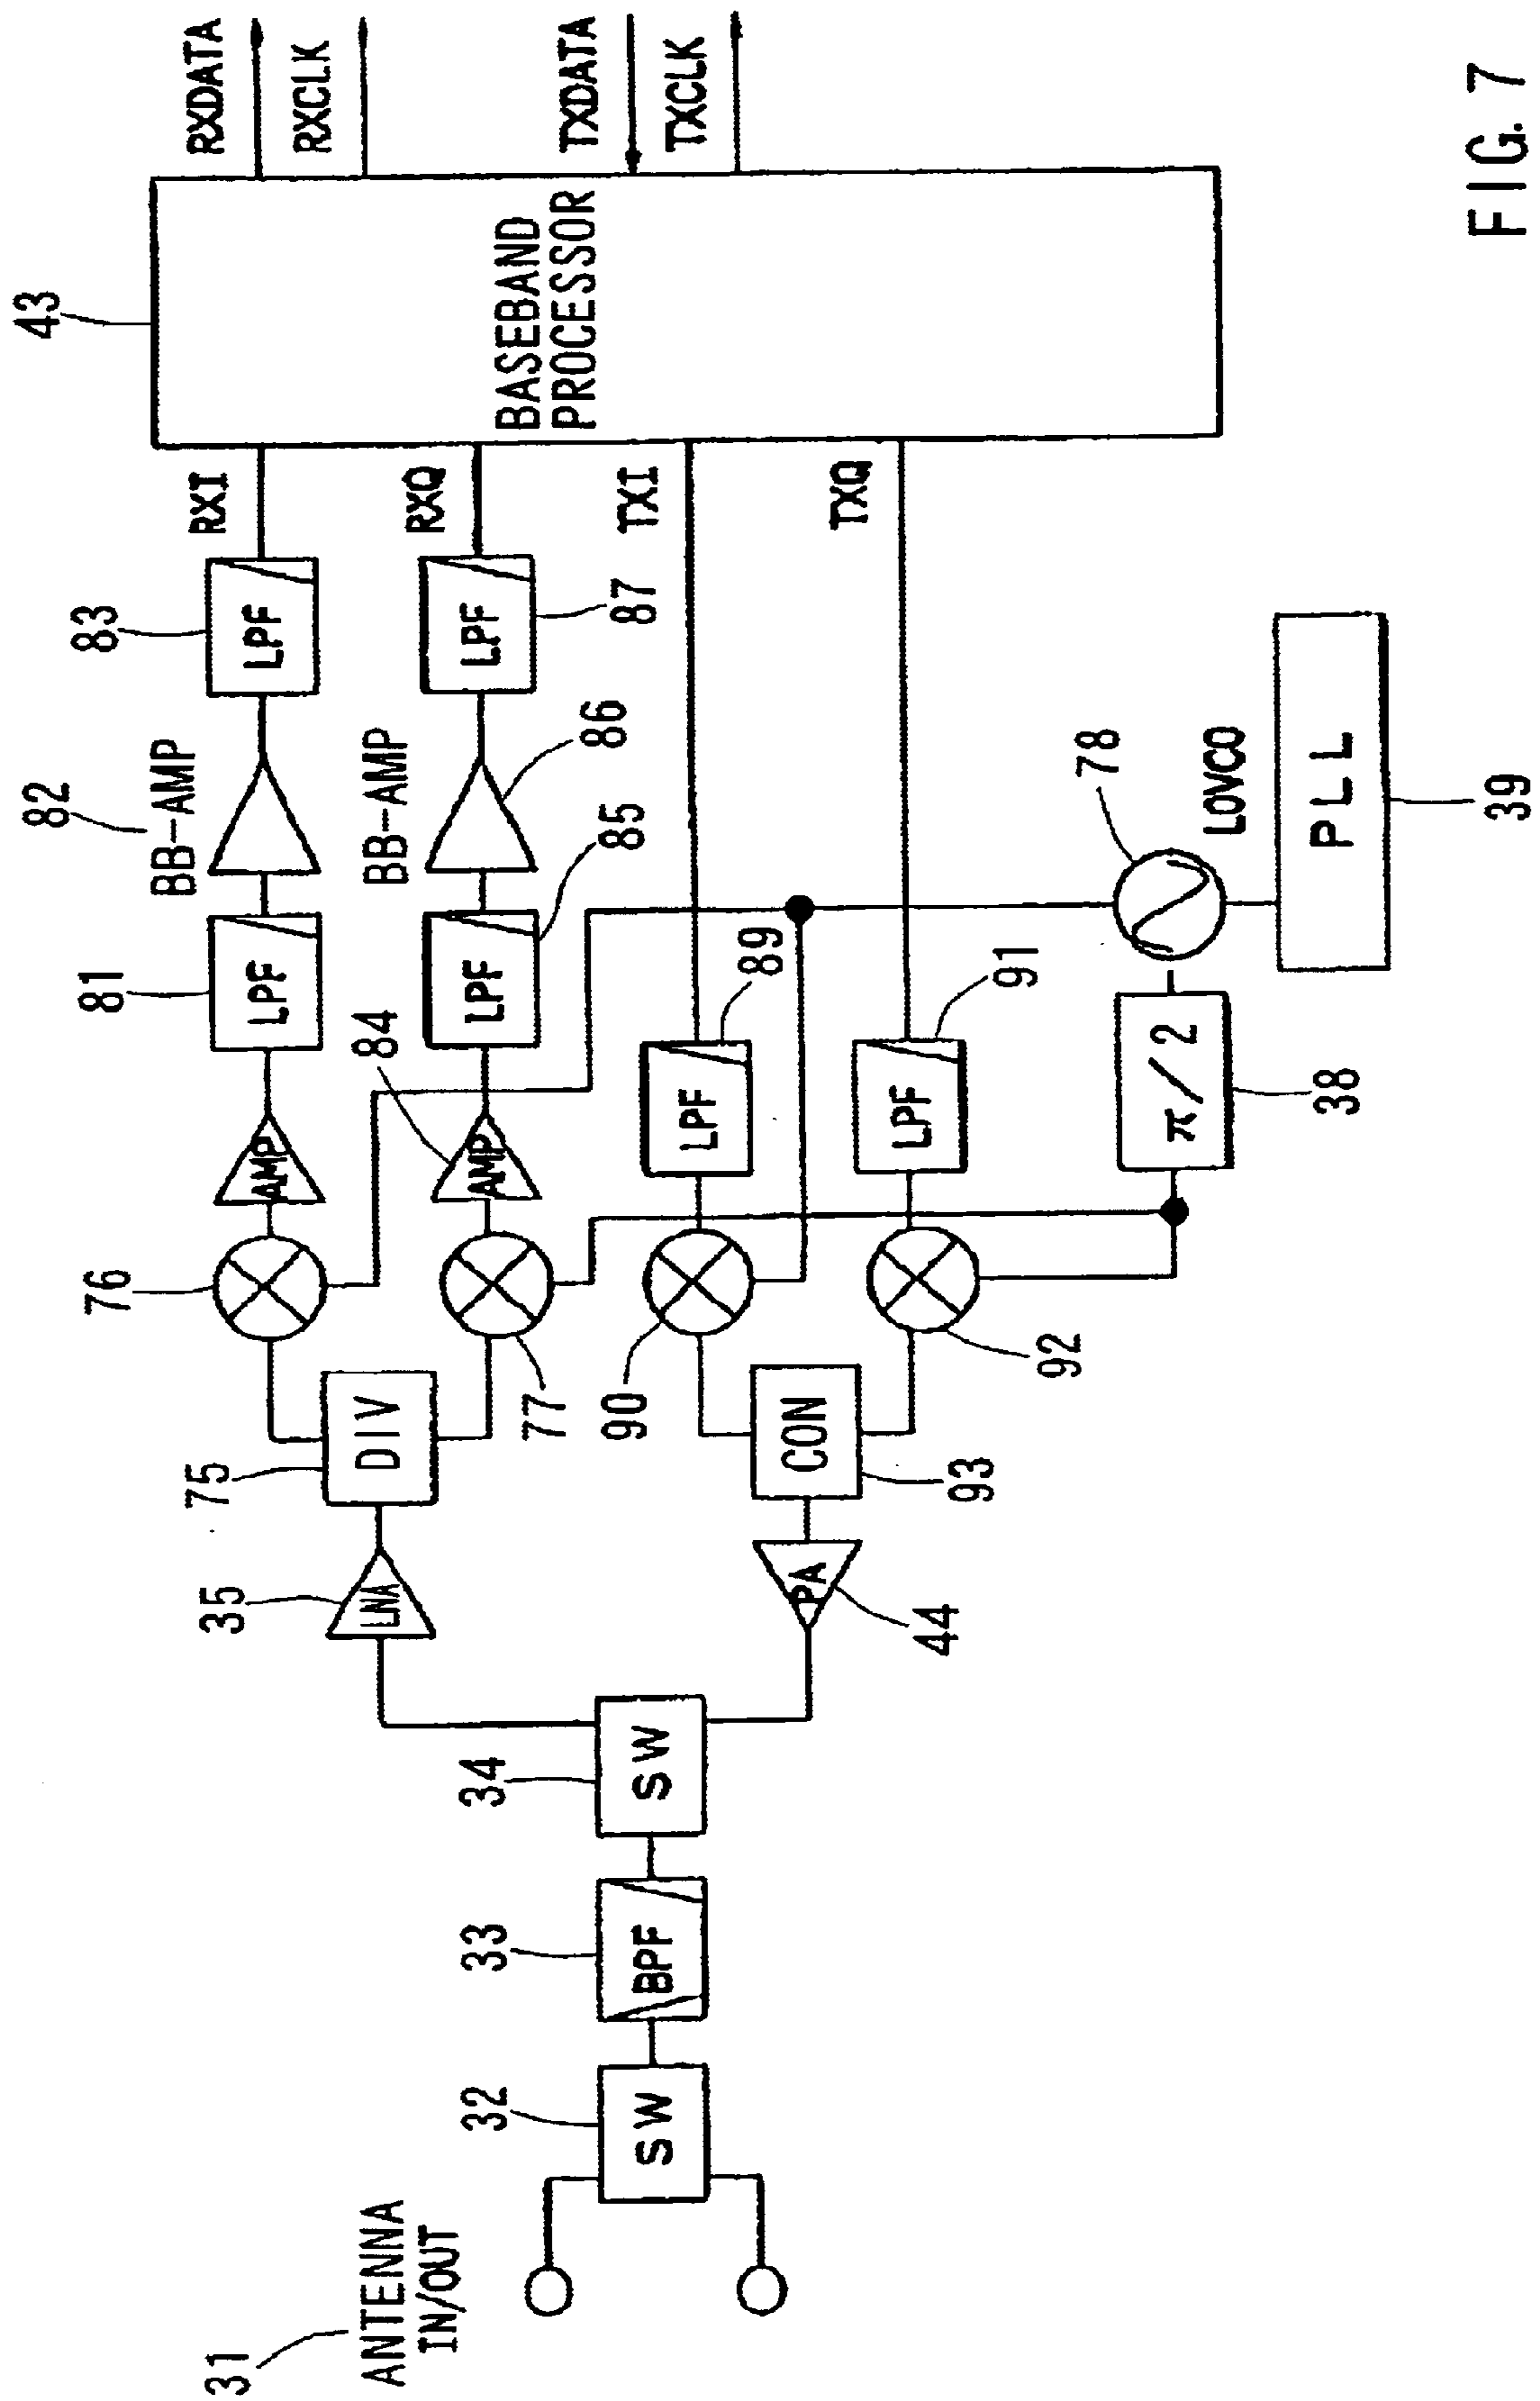 31
ANTENNA
IN/OUT
32
SW
33
BPF
34
SW
35
LNA
75
DIV
76
AMP
81
LPF
82
BB-AMP
83
LPF
RXI
77
84
AMP
85
LPF
BB-AMP
86
LPF
87
RXQ
44
PA
93
CON
90
89
LPF
TXI
92
91
LPF
TXQ
38
π/2
78
LOVCO
PLL
39
43
BASEBAND
PROCESSOR
RXDATA
RXCLK
TXDATA
TXCLK
FIG. 7